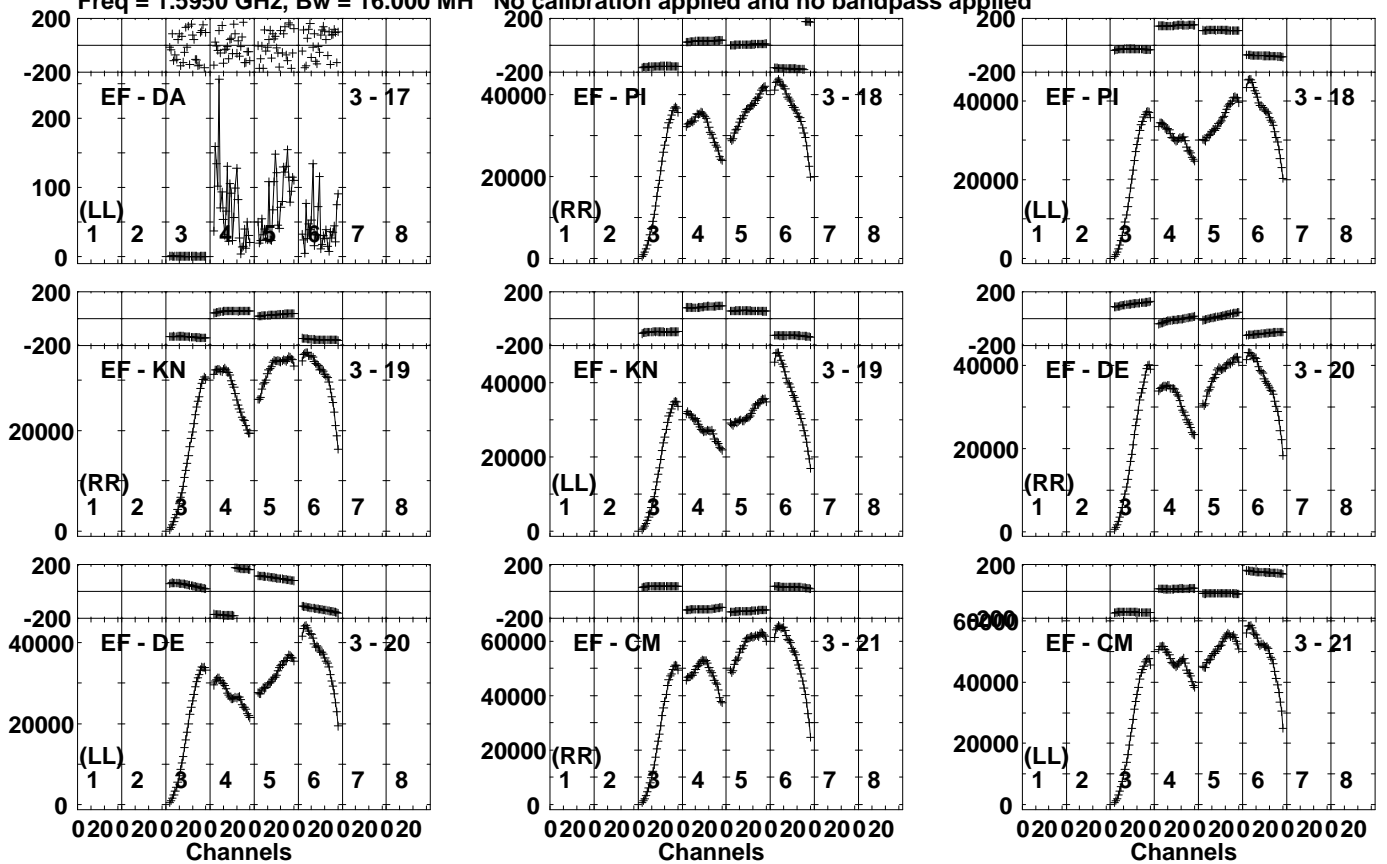 Freq = 1.5950 GHz, Bw = 16.000 MH No calibration applied and no bandpass applied
200
-200
EF - DA 3 - 17
200
100
0
(LL)
1 2 3 4 5 6 7 8
200
-200
EF - PI 3 - 18
40000
20000
0
(RR)
1 2 3 4 5 6 7 8
200
-200
EF - PI 3 - 18
40000
20000
0
(LL)
1 2 3 4 5 6 7 8
200
-200
EF - KN 3 - 19
20000
0
(RR)
1 2 3 4 5 6 7 8
200
-200
EF - KN 3 - 19
40000
20000
0
(LL)
1 2 3 4 5 6 7 8
200
-200
EF - DE 3 - 20
40000
20000
0
(RR)
1 2 3 4 5 6 7 8
200
-200
EF - DE 3 - 20
40000
20000
0
(LL)
1 2 3 4 5 6 7 8
200
-200
EF - CM 3 - 21
60000
40000
20000
0
(RR)
1 2 3 4 5 6 7 8
200
-200
60000
EF - CM 3 - 21
40000
20000
0
(LL)
1 2 3 4 5 6 7 8
0 20 0 20 0 20 0 20 0 20 0 20 0 20 0 20
Channels
0 20 0 20 0 20 0 20 0 20 0 20 0 20 0 20
Channels
0 20 0 20 0 20 0 20 0 20 0 20 0 20 0 20
Channels